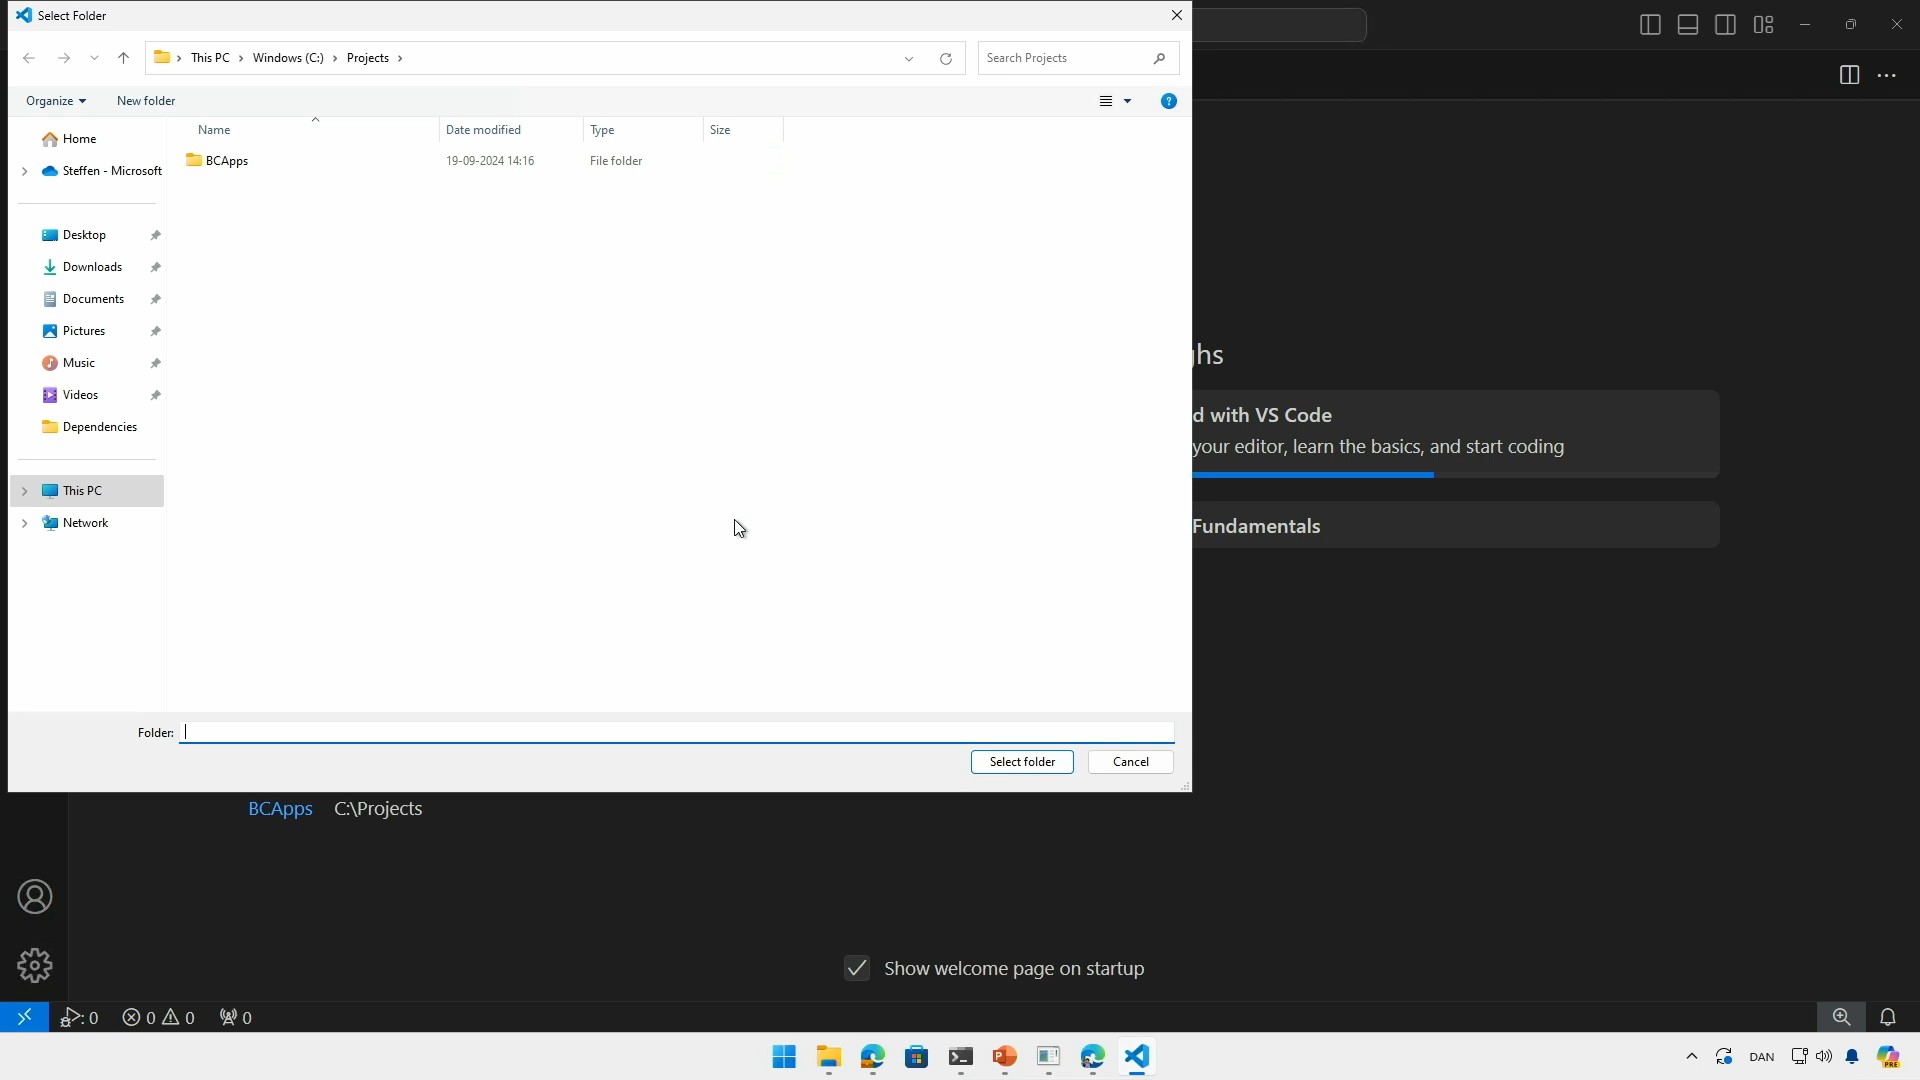 Select Folder
This PC > Windows (C:) > Projects >
Search Projects
Organize
New folder
Name
Date modified
Type
Size
BCApps
19-09-2024 14:16
File folder
Home
Steffen - Microsoft
Desktop
Downloads
Documents
Pictures
Music
Videos
Dependencies
This PC
Network
Folder:
Select folder
Cancel
hs
d with VS Code
your editor, learn the basics, and start coding
Fundamentals
BCApps C:\Projects
Show welcome page on startup
: 0
0
0
0
DAN
PRE